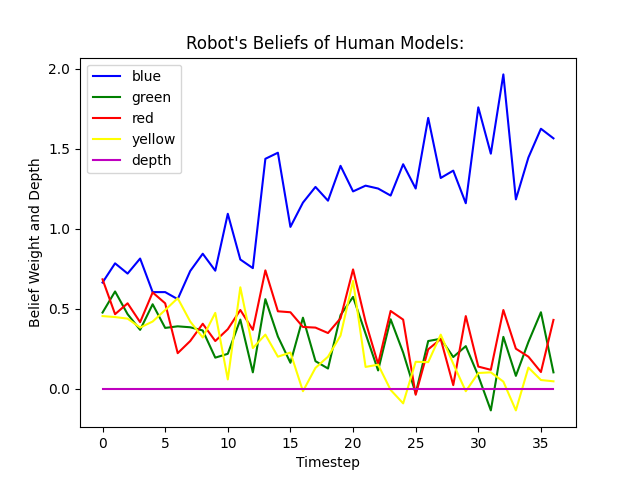 Robot's Beliefs of Human Models:
blue
green
red
yellow
depth
Belief Weight and Depth
2.0
1.5
1.0
0.5
0.0
0 5 10 15 20 25 30 35
Timestep